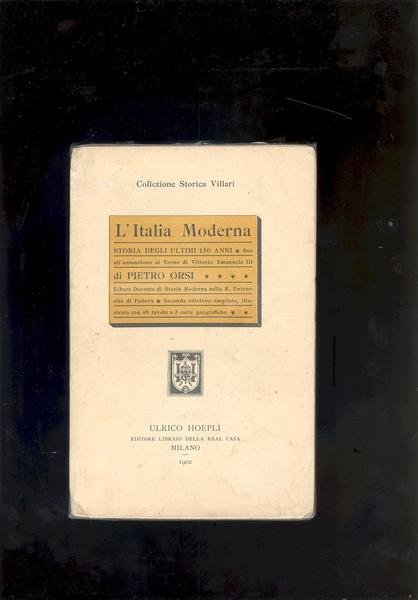 Collezione Storica Villari
L'Italia Moderna
STORIA DEGLI ULTIMI 150 ANNI * fino
all'assunzione al Trono di Vittorio Emanuele III
di PIETRO ORSI * * * *
Libero Docente di Storia Moderna nella R. Univer-
sità di Padova * Seconda edizione ampliata, illu-
strata con 48 tavole e 3 carte geografiche * *
ULRICO HOEPLI
EDITORE LIBRAIO DELLA REAL CASA
MILANO
1902